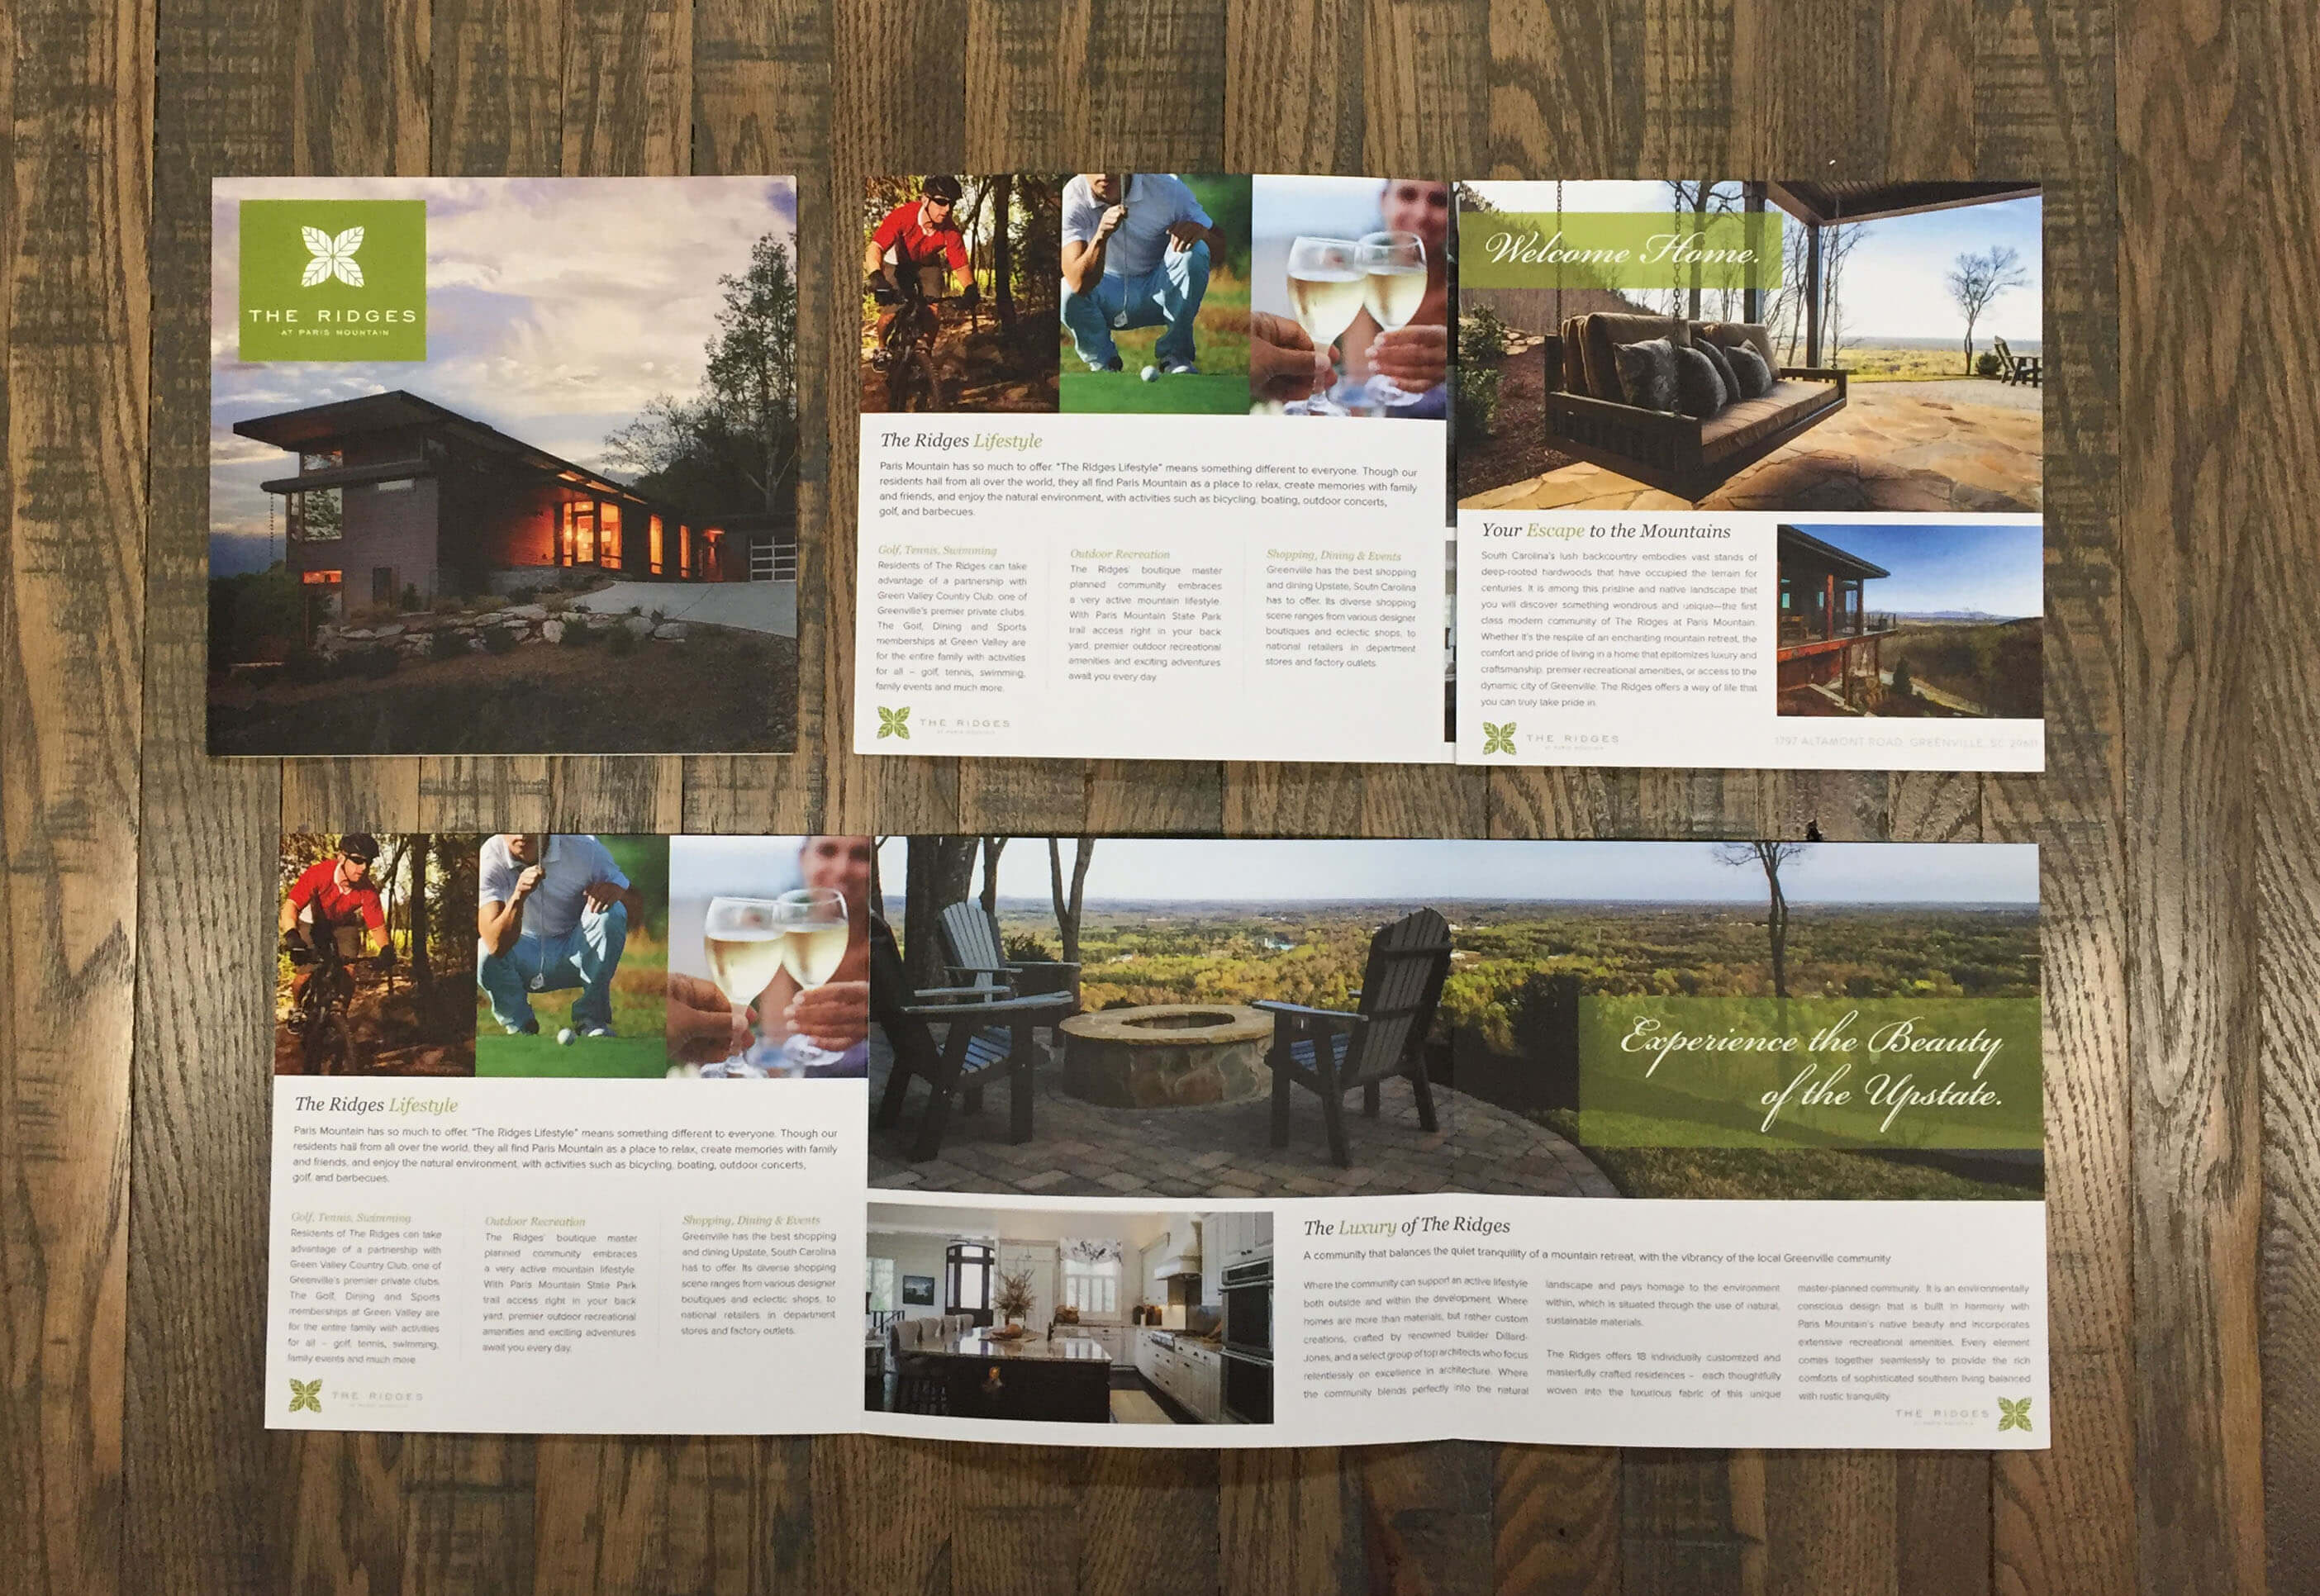 THE RIDGES
AT PARIS MOUNTAIN
The Ridges Lifestyle
Paris Mountain has so much to offer. "The Ridges Lifestyle" means something different to everyone. Though our
residents hail from all over the world, they all find Paris Mountain as a place to relax, create memories with family
and friends, and enjoy the natural environment, with activities such as bicycling, boating, outdoor concerts,
golf, and barbecues.
Golf, Tennis, Swimming
Residents of The Ridges can take
advantage of a partnership with
Green Valley Country Club, one of
Greenville's premier private clubs.
The Golf, Dining and Sports
memberships at Green Valley are
for the entire family with activities
for all – golf, tennis, swimming,
family events and much more.
Outdoor Recreation
The Ridges' boutique master
planned community embraces
a very active mountain lifestyle.
With Paris Mountain State Park
trail access right in your back
yard, premier outdoor recreational
amenities and exciting adventures
await you every day.
Shopping, Dining & Events
Greenville has the best shopping
and dining Upstate, South Carolina
has to offer. Its diverse shopping
scene ranges from various designer
boutiques and eclectic shops, to
national retailers in department
stores and factory outlets.
THE RIDGES
AT PARIS MOUNTAIN
Welcome Home.
Your Escape to the Mountains
South Carolina's lush backcountry embodies vast stands of
deep-rooted hardwoods that have occupied the terrain for
centuries. It is among this pristine and native landscape that
you will discover something wondrous and unique—the first
class modern community of The Ridges at Paris Mountain.
Whether it's the respite of an enchanting mountain retreat, the
comfort and pride of living in a home that epitomizes luxury and
craftsmanship, premier recreational amenities, or access to the
dynamic city of Greenville, The Ridges offers a way of life that
you can truly take pride in.
THE RIDGES
AT PARIS MOUNTAIN
1797 ALTAMONT ROAD, GREENVILLE, SC
The Ridges Lifestyle
Paris Mountain has so much to offer. "The Ridges Lifestyle" means something different to everyone. Though our
residents hail from all over the world, they all find Paris Mountain as a place to relax, create memories with family
and friends, and enjoy the natural environment, with activities such as bicycling, boating, outdoor concerts,
golf, and barbecues.
Golf, Tennis, Swimming
Residents of The Ridges can take
advantage of a partnership with
Green Valley Country Club, one of
Greenville's premier private clubs.
The Golf, Dining and Sports
memberships at Green Valley are
for the entire family with activities
for all – golf, tennis, swimming,
family events and much more.
Outdoor Recreation
The Ridges' boutique master
planned community embraces
a very active mountain lifestyle.
With Paris Mountain State Park
trail access right in your back
yard, premier outdoor recreational
amenities and exciting adventures
await you every day.
Shopping, Dining & Events
Greenville has the best shopping
and dining Upstate, South Carolina
has to offer. Its diverse shopping
scene ranges from various designer
boutiques and eclectic shops, to
national retailers in department
stores and factory outlets.
THE RIDGES
AT PARIS MOUNTAIN
Experience the Beauty
of the Upstate.
The Luxury of The Ridges
A community that balances the quiet tranquility of a mountain retreat, with the vibrancy of the local Greenville community
Where the community can support an active lifestyle
both outside and within the development. Where
homes are more than materials, but rather custom
creations, crafted by renowned builder Dillard-
Jones, and a select group of top architects who focus
relentlessly on excellence in architecture. Where
the community blends perfectly into the natural
landscape and pays homage to the environment
within, which is situated through the use of natural,
sustainable materials.
The Ridges offers 18 individually customized and
masterfully crafted residences – each thoughtfully
woven into the luxurious fabric of this unique
master-planned community. It is an environmentally
conscious design that is built in harmony with
Paris Mountain's native beauty and incorporates
extensive recreational amenities. Every element
comes together seamlessly to provide the rich
comforts of sophisticated southern living balanced
with rustic tranquility.
THE RIDGES